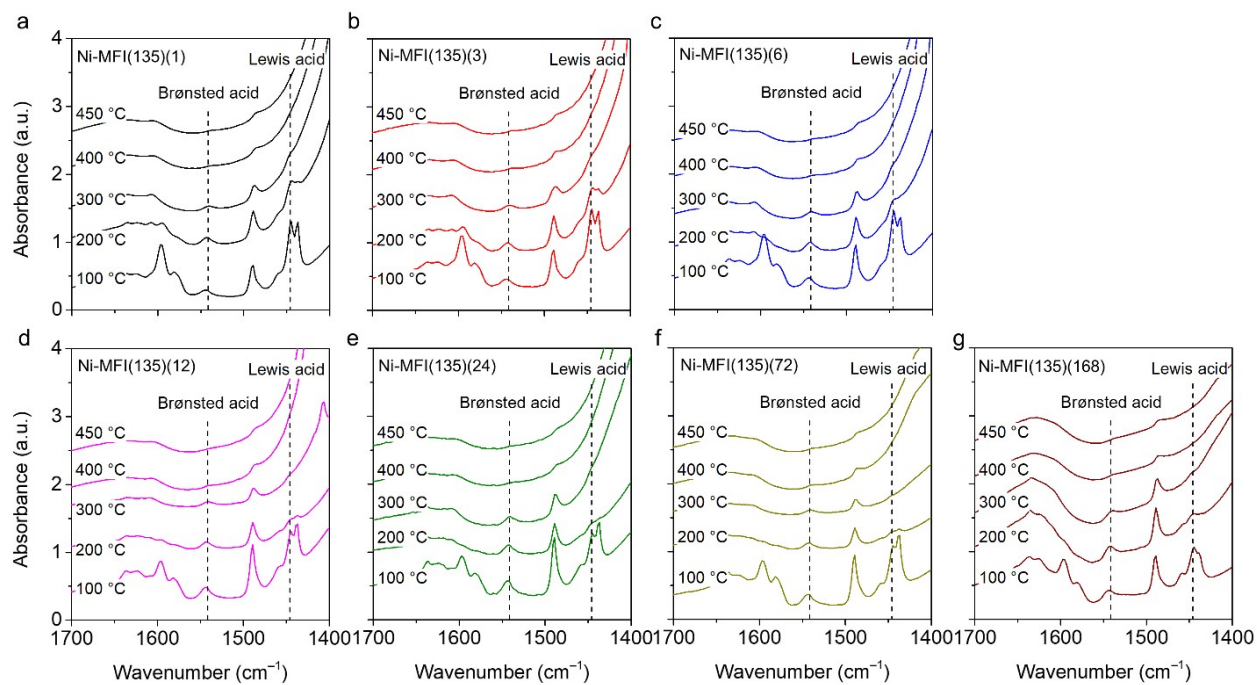 a
Ni-MFI(135)(1)
Lewis acid
Brønsted acid
450 °C
400 °C
300 °C
200 °C
100 °C
4
3
2
1
0
Absorbance (a.u.)
b
Ni-MFI(135)(3)
Lewis acid
Brønsted acid
450 °C
400 °C
300 °C
200 °C
100 °C
c
Ni-MFI(135)(6)
Lewis acid
Brønsted acid
450 °C
400 °C
300 °C
200 °C
100 °C
d
Ni-MFI(135)(12)
Lewis acid
Brønsted acid
450 °C
400 °C
300 °C
200 °C
100 °C
4
3
2
1
0
Absorbance (a.u.)
1700 1600 1500 1400
Wavenumber (cm⁻¹)
e
Ni-MFI(135)(24)
Lewis acid
Brønsted acid
450 °C
400 °C
300 °C
200 °C
100 °C
1600 1500 1400
Wavenumber (cm⁻¹)
f
Ni-MFI(135)(72)
Lewis acid
Brønsted acid
450 °C
400 °C
300 °C
200 °C
100 °C
1600 1500 1400
Wavenumber (cm⁻¹)
g
Ni-MFI(135)(168)
Lewis acid
Brønsted acid
450 °C
400 °C
300 °C
200 °C
100 °C
1600 1500 1400
Wavenumber (cm⁻¹)